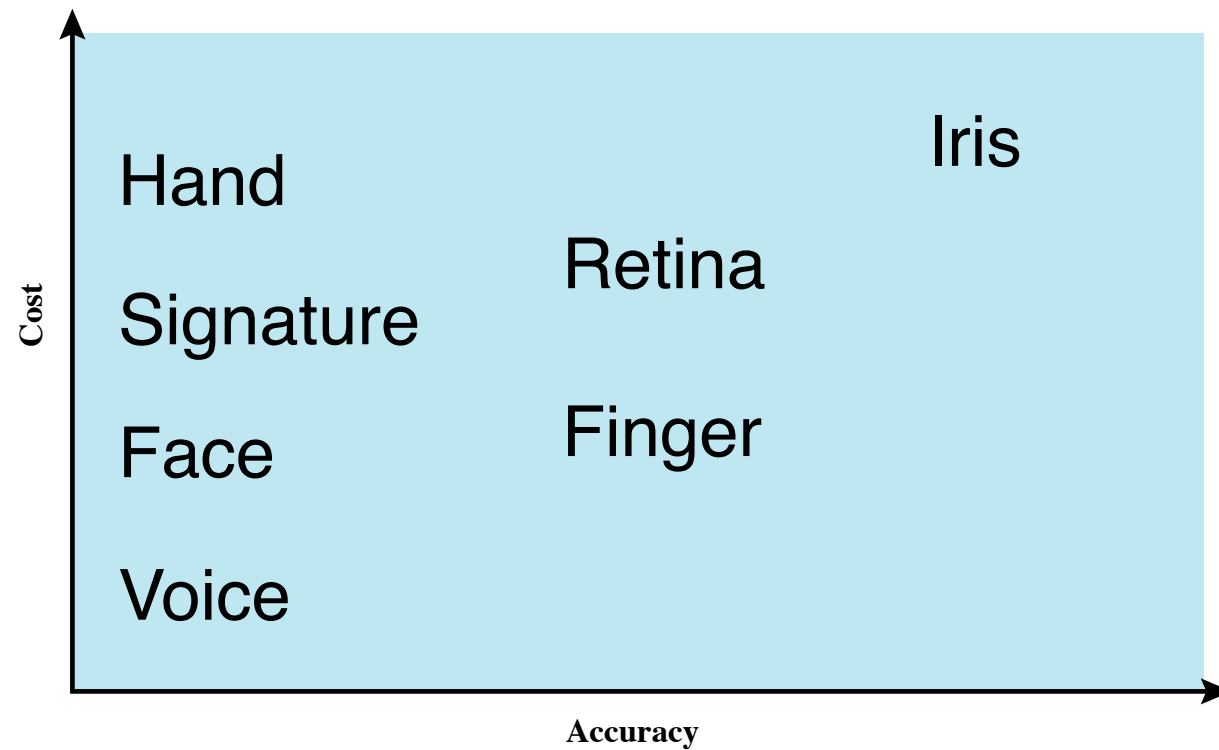 Iris
Hand
Retina
Signature
Cost
Finger
Face
Voice
Accuracy